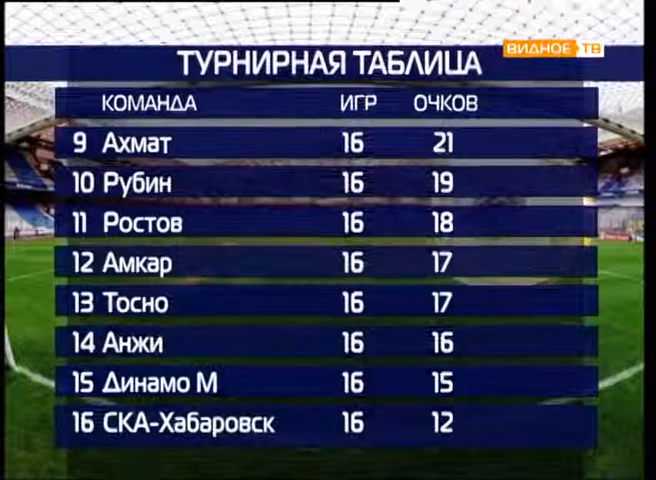 ВИДНОЕ ТВ
ТУРНИРНАЯ ТАБЛИЦА
КОМАНДА ИГР ОЧКОВ
9 Ахмат 16 21
10 Рубин 16 19
11 Ростов 16 18
12 Амкар 16 17
13 Тосно 16 17
14 Анжи 16 16
15 Динамо М 16 15
16 СКА-Хабаровск 16 12